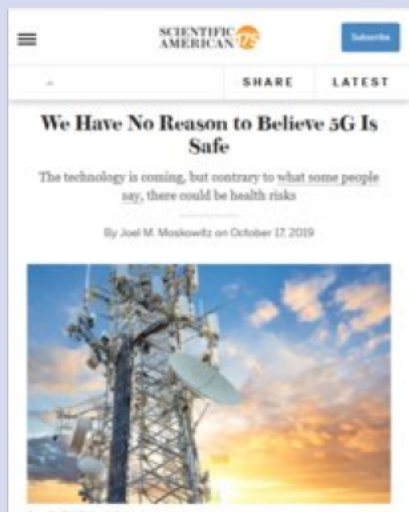 SCIENTIFIC
AMERICAN 175
Subscribe
SHARE
LATEST
We Have No Reason to Believe 5G Is
Safe
The technology is coming, but contrary to what some people
say, there could be health risks
By Joel M. Moskowitz on October 17, 2019